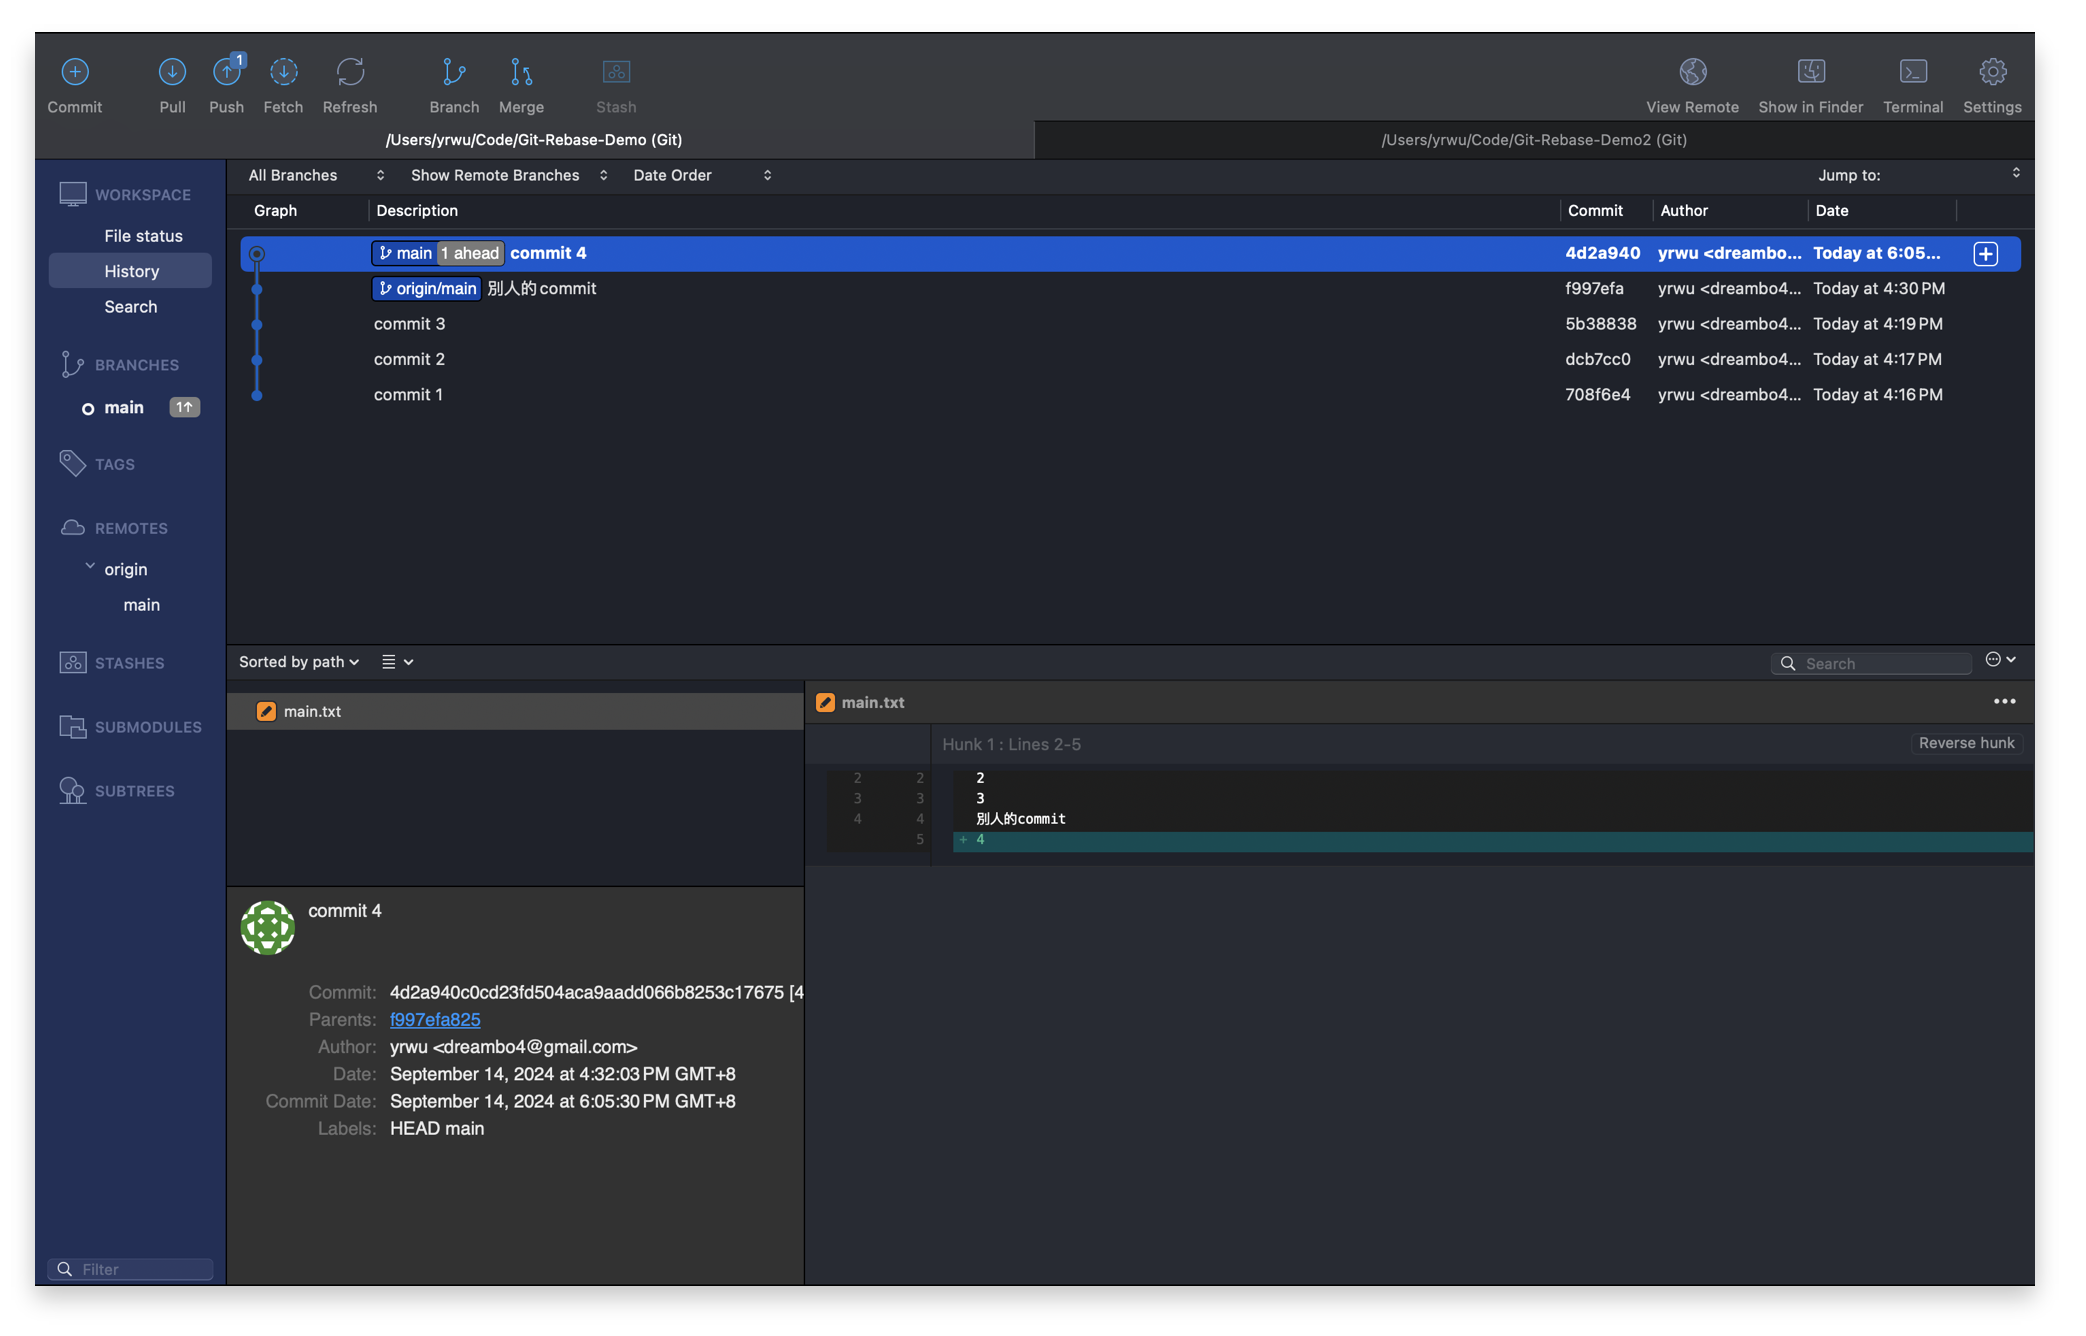 1
Commit Pull Push Fetch Refresh Branch Merge Stash View Remote Show in Finder Terminal Settings
/Users/yrwu/Code/Git-Rebase-Demo (Git) /Users/yrwu/Code/Git-Rebase-Demo2 (Git)
WORKSPACE
File status
History
Search
BRANCHES
main 1↑
TAGS
REMOTES
origin
main
STASHES
SUBMODULES
SUBTREES
Filter
All Branches Show Remote Branches Date Order Jump to:
Graph Description Commit Author Date
main 1 ahead commit 4 4d2a940 yrwu <dreambo... Today at 6:05...
origin/main 別人的commit f997efa yrwu <dreambo4... Today at 4:30 PM
commit 3 5b38838 yrwu <dreambo4... Today at 4:19 PM
commit 2 dcb7cc0 yrwu <dreambo4... Today at 4:17 PM
commit 1 708f6e4 yrwu <dreambo4... Today at 4:16 PM
Sorted by path Search
main.txt
commit 4
Commit: 4d2a940c0cd23fd504aca9aadd066b8253c17675 [4
Parents: f997efa825
Author: yrwu <dreambo4@gmail.com>
Date: September 14, 2024 at 4:32:03 PM GMT+8
Commit Date: September 14, 2024 at 6:05:30 PM GMT+8
Labels: HEAD main
main.txt
Hunk 1 : Lines 2-5 Reverse hunk
2 2 2
3 3 3
4 4 別人的commit
5 + 4